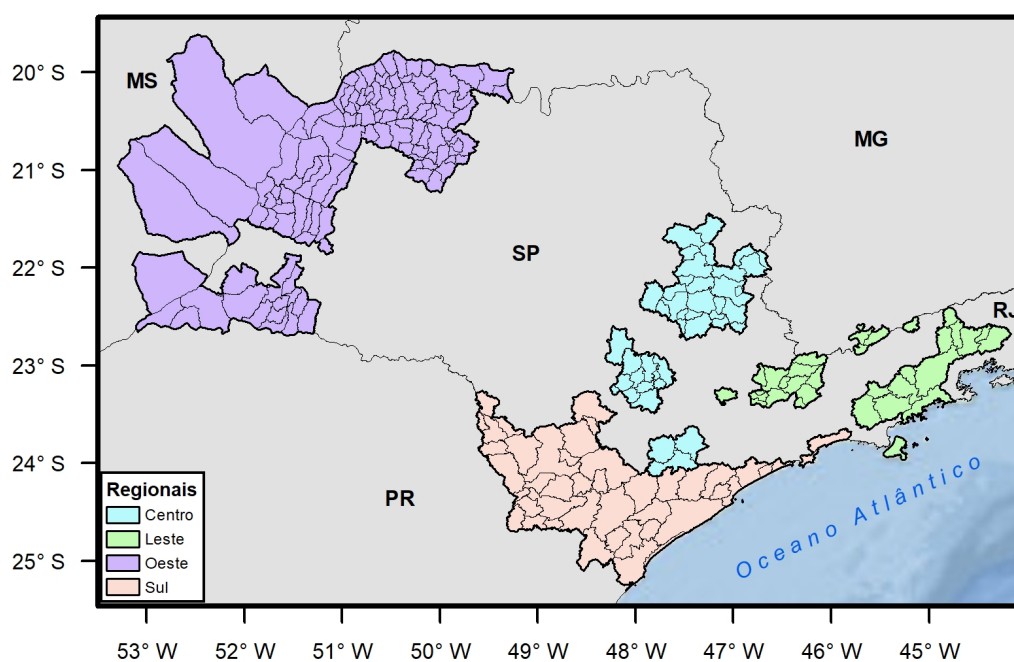 20° S
21° S
22° S
23° S
24° S
25° S
MS
MG
SP
RJ
PR
Oceano Atlântico
Regionais
Centro
Leste
Oeste
Sul
53° W
52° W
51° W
50° W
49° W
48° W
47° W
46° W
45° W